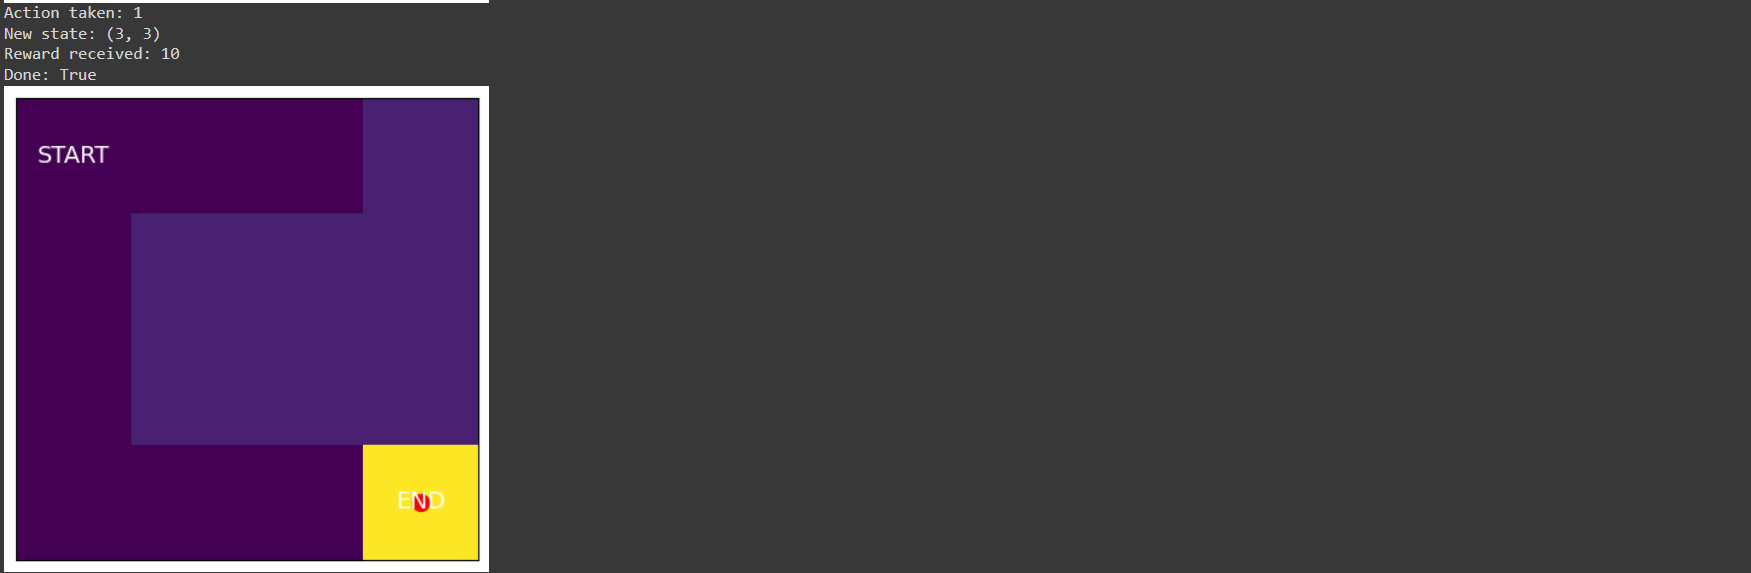 Action taken: 1
New state: (3, 3)
Reward received: 10
Done: True
START
END